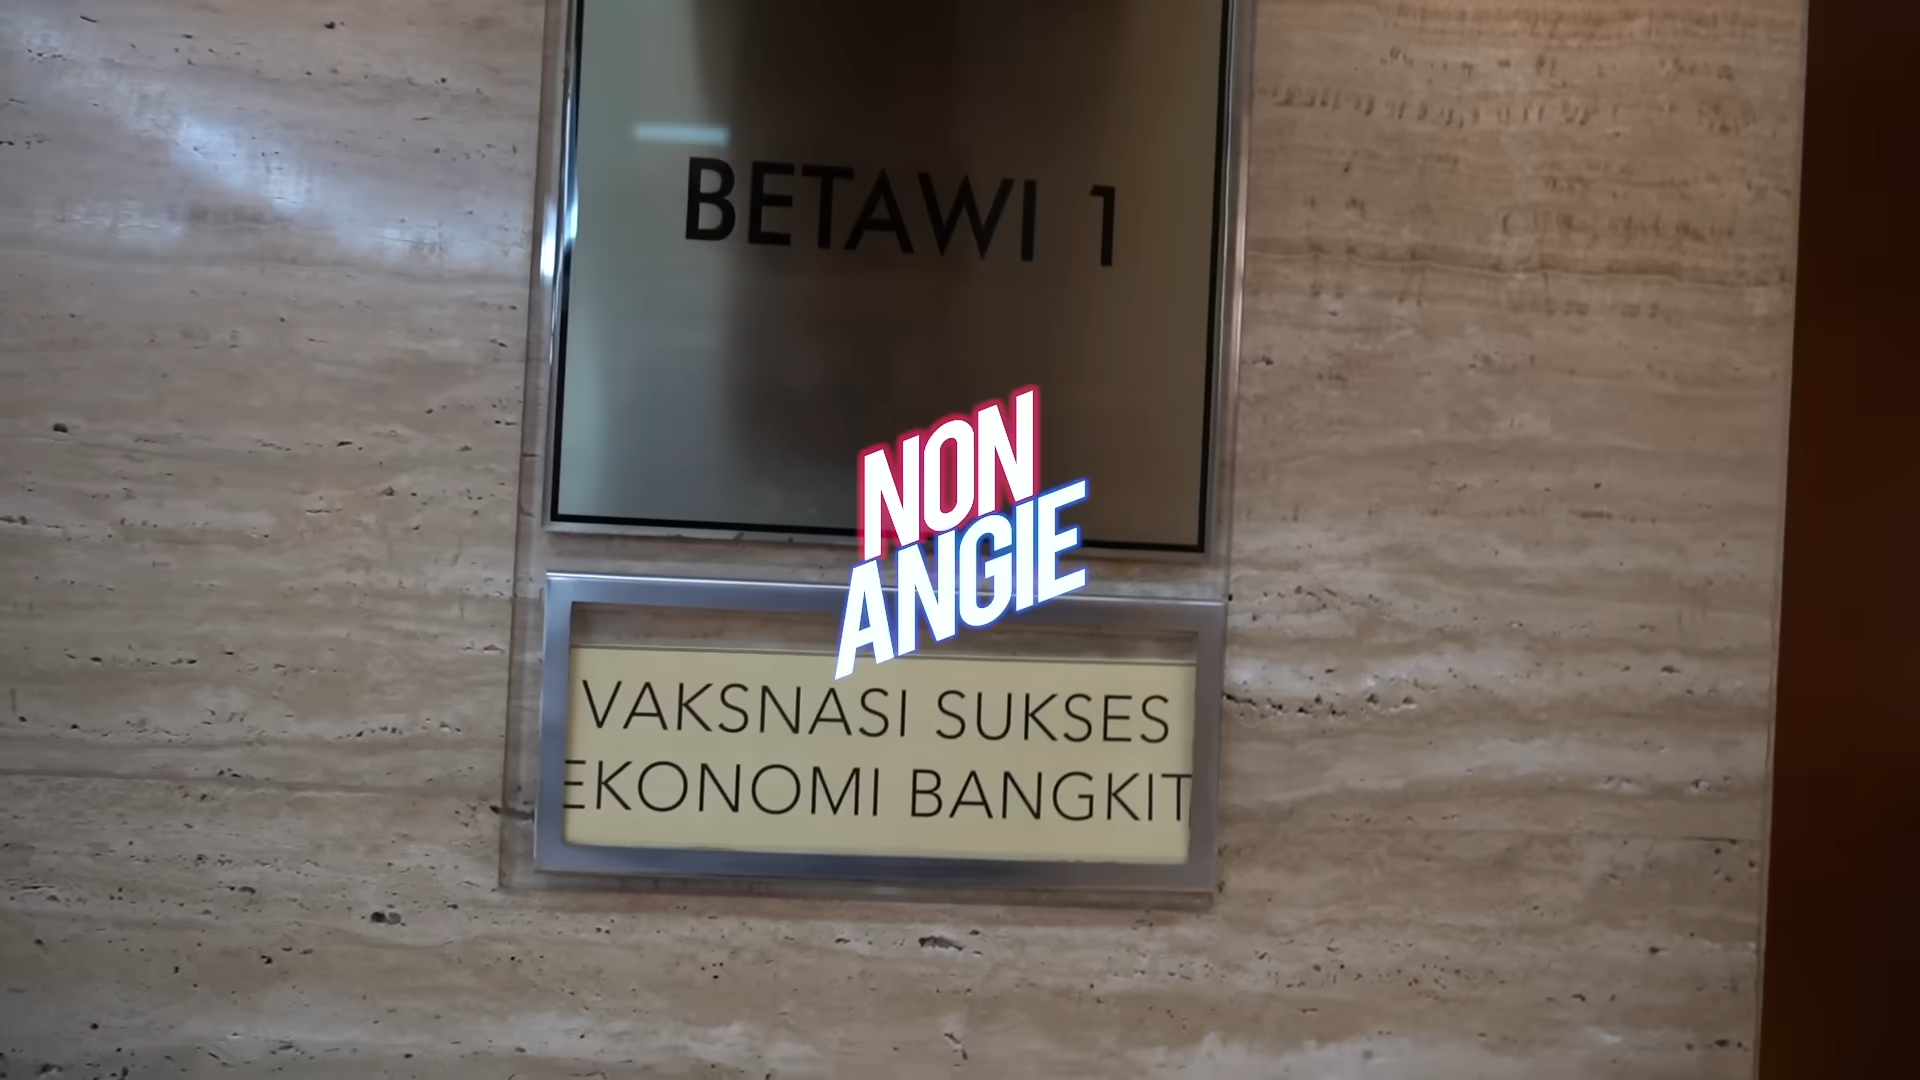 BETAWI 1
NON
ANGIE
VAKSNASI SUKSES
EKONOMI BANGKIT